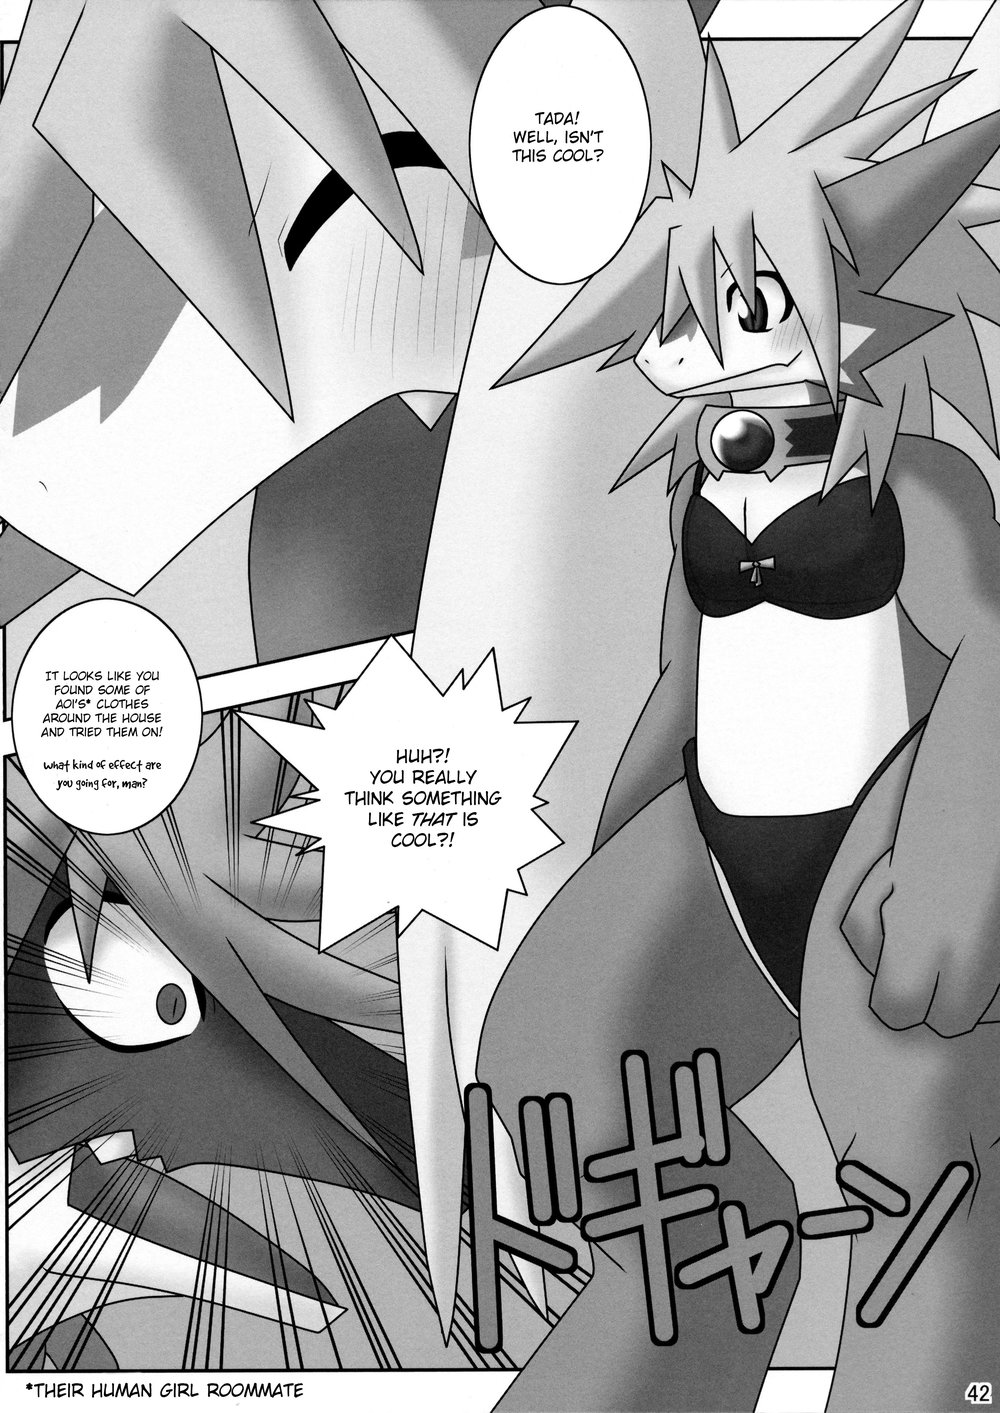 TADA!
WELL, ISN'T
THIS COOL?
IT LOOKS LIKE YOU
FOUND SOME OF
AOI'S* CLOTHES
AROUND THE HOUSE
AND TRIED THEM ON!
what kind of effect are
you going for, man?
HUH?!
YOU REALLY
THINK SOMETHING
LIKE THAT IS
COOL?!
ドギャーン
*THEIR HUMAN GIRL ROOMMATE
42